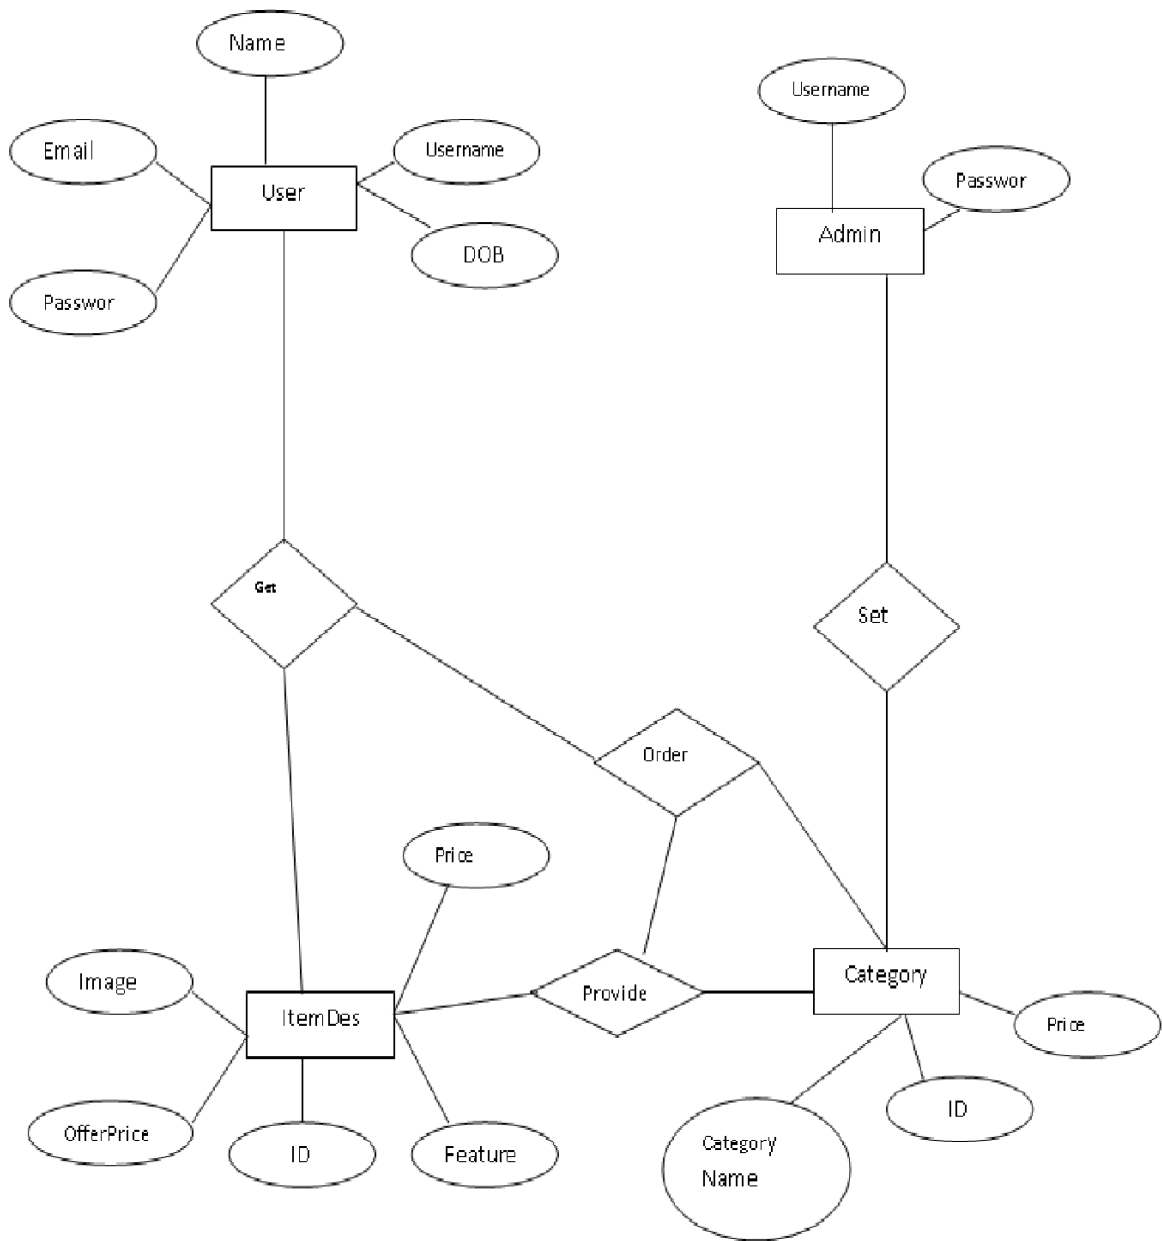 Name
Username
Email
Username
Passwor
User
Admin
DOB
Passwor
Get
Set
Order
Price
Image
ItemDes
Provide
Category
Price
OfferPrice
ID
Feature
ID
Category
Name